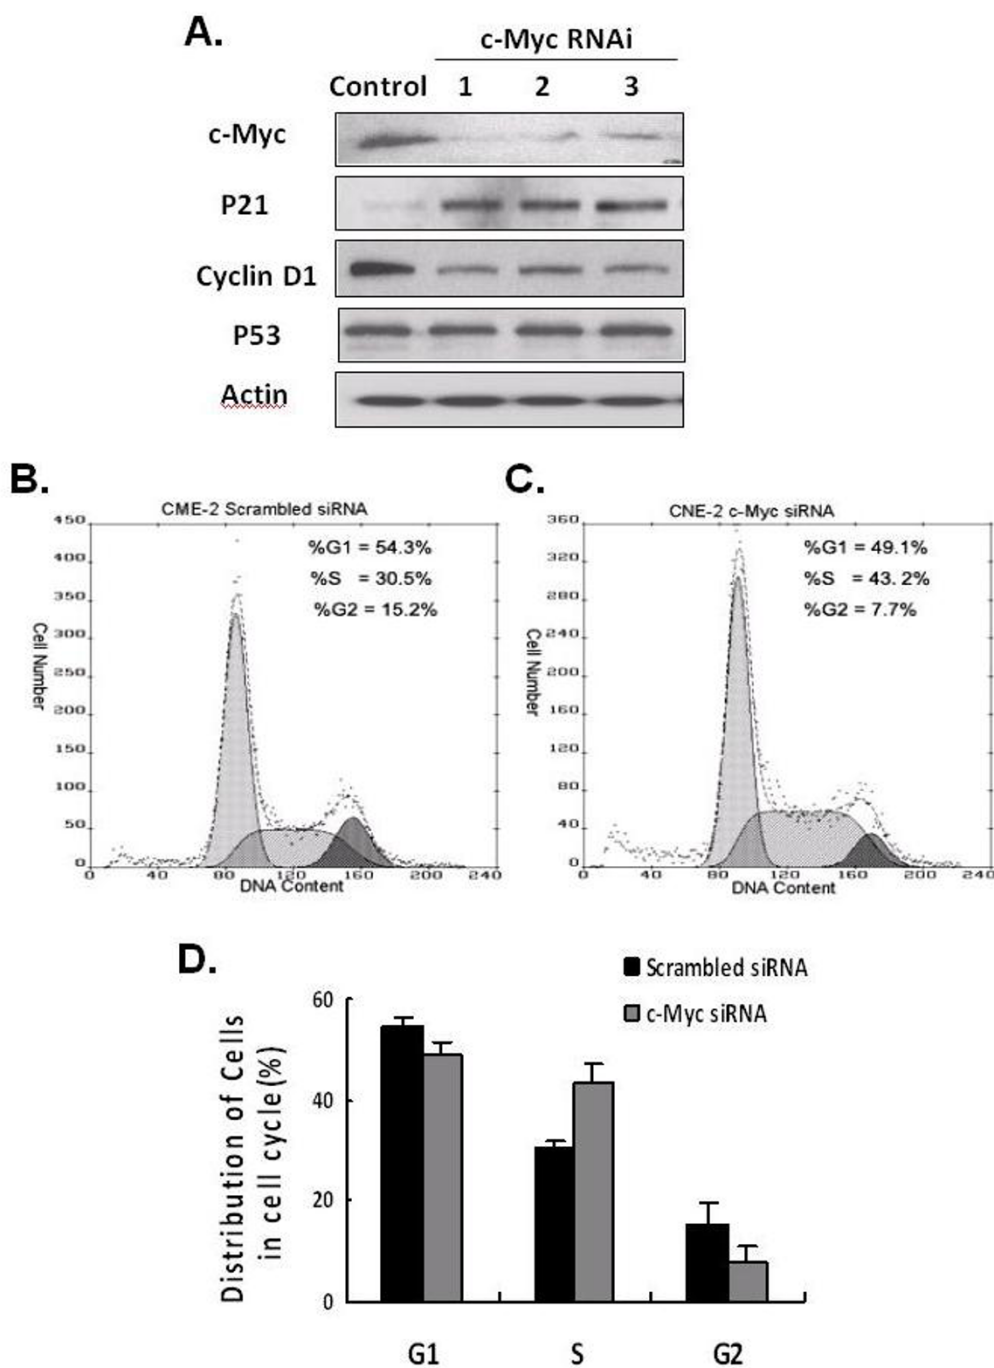 A.
c-Myc RNAi
Control 1 2 3
c-Myc
P21
Cyclin D1
P53
Actin
B.
CME-2 Scrambled siRNA
%G1 = 54.3%
%S = 30.5%
%G2 = 15.2%
Cell Number
450
400
350
300
250
200
150
100
50
0
0 40 80 120 160 200 240
DNA Content
C.
CNE-2 c-Myc siRNA
%G1 = 49.1%
%S = 43. 2%
%G2 = 7.7%
Cell Number
360
320
280
240
200
160
120
80
40
0
0 40 80 120 160 200 240
DNA Content
D.
Scrambled siRNA
c-Myc siRNA
Distribution of Cells
in cell cycle(%)
60
40
20
0
G1 S G2